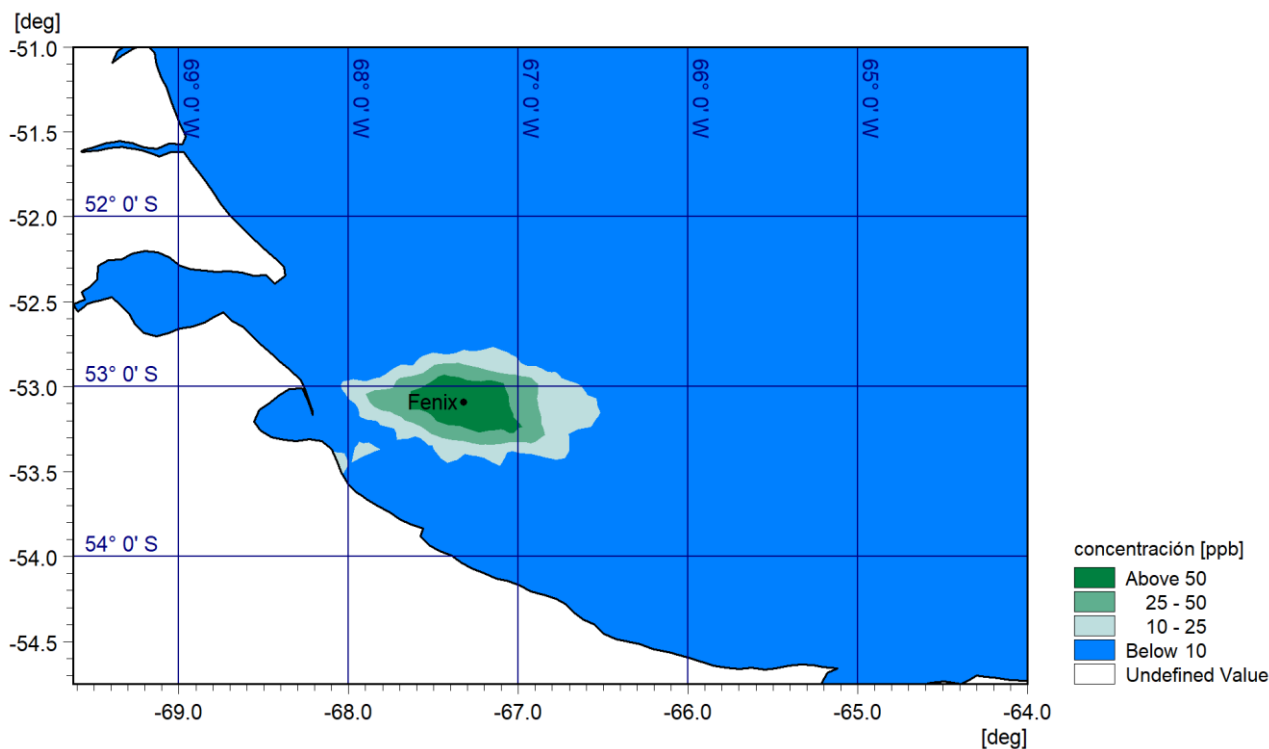 [deg]
-51.0
-51.5
-52.0
-52.5
-53.0
-53.5
-54.0
-54.5
69° 0' W
68° 0' W
67° 0' W
66° 0' W
65° 0' W
52° 0' S
53° 0' S
54° 0' S
Fenix
-69.0
-68.0
-67.0
-66.0
-65.0
-64.0
[deg]
concentración [ppb]
Above 50
25 - 50
10 - 25
Below 10
Undefined Value